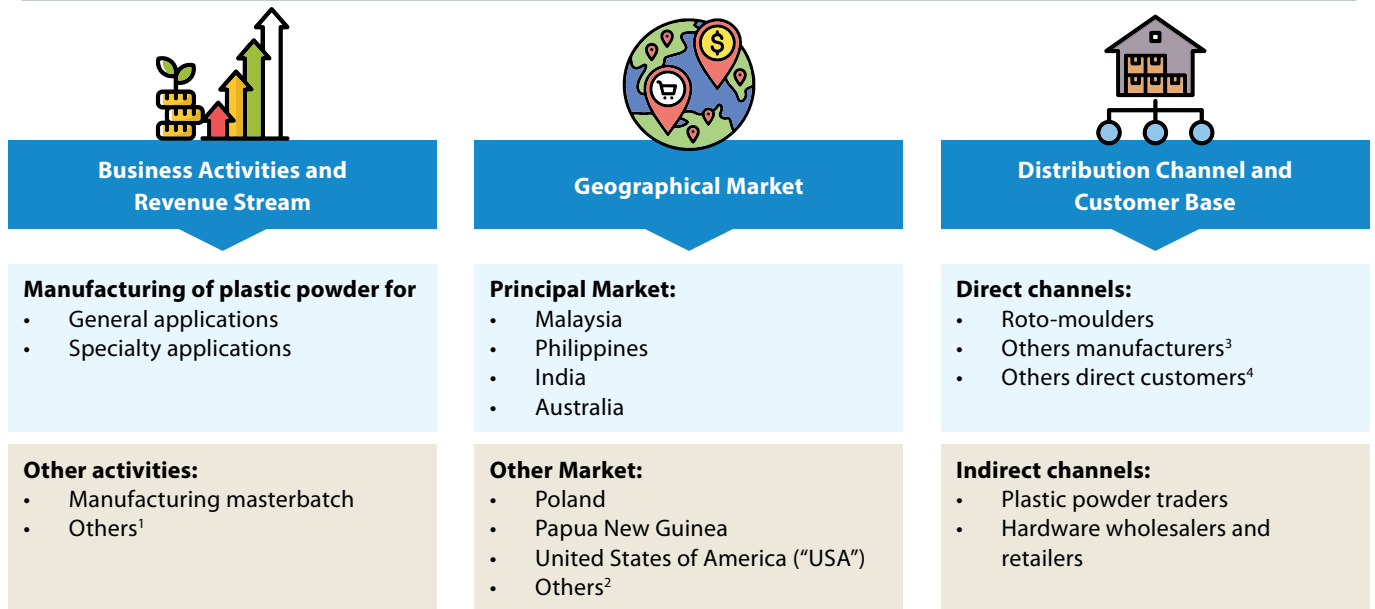 $
Business Activities and
Revenue Stream
Manufacturing of plastic powder for
• General applications
• Specialty applications
Other activities:
• Manufacturing masterbatch
• Others¹
Geographical Market
Principal Market:
• Malaysia
• Philippines
• India
• Australia
Other Market:
• Poland
• Papua New Guinea
• United States of America (“USA”)
• Others²
Distribution Channel and
Customer Base
Direct channels:
• Roto-moulders
• Others manufacturers³
• Others direct customers⁴
Indirect channels:
• Plastic powder traders
• Hardware wholesalers and
retailers